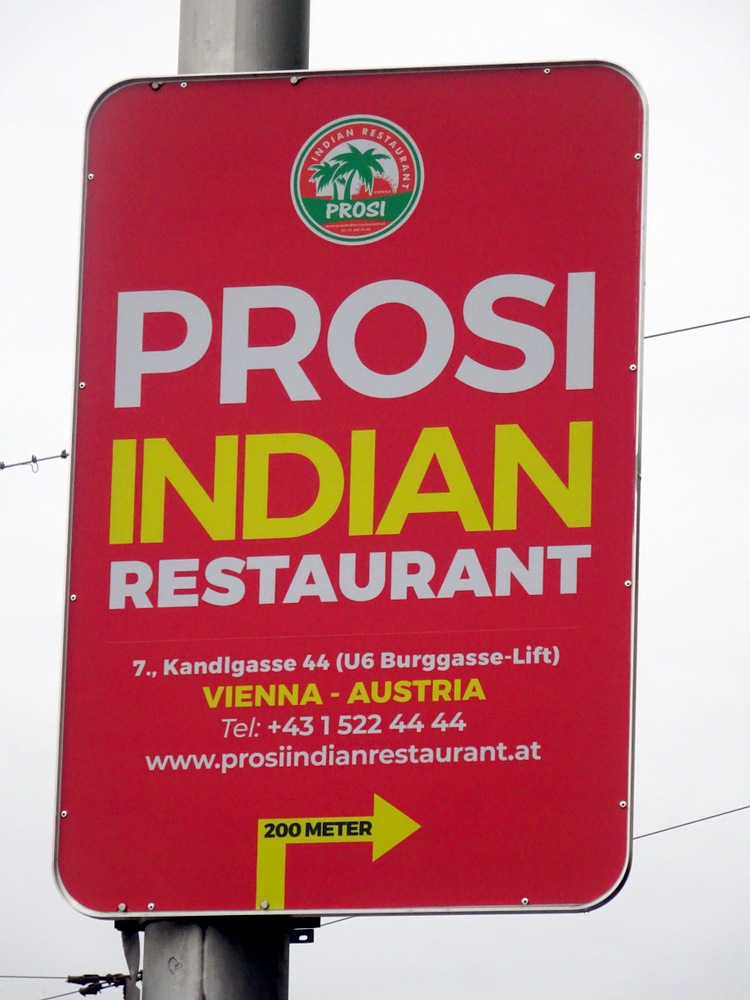 INDIAN RESTAURANT
VIENNA
PROSI
PROSI
INDIAN
RESTAURANT
7., Kandlgasse 44 (U6 Burggasse-Lift)
VIENNA - AUSTRIA
Tel: +43 1 522 44 44
www.prosiindianrestaurant.at
200 METER